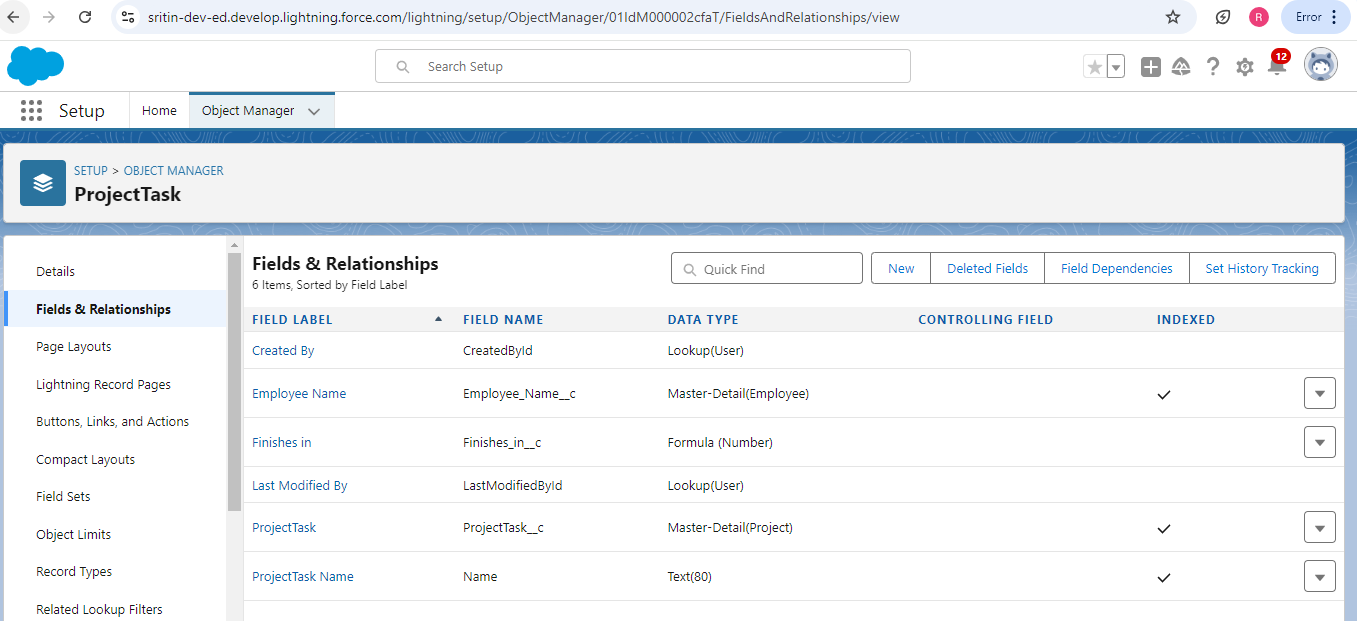 sritin-dev-ed.develop.lightning.force.com/lightning/setup/ObjectManager/01IdM000002cfaT/FieldsAndRelationships/view
R
Error
Search Setup
12
Setup
Home
Object Manager
SETUP > OBJECT MANAGER
ProjectTask
Details
Fields & Relationships
Page Layouts
Lightning Record Pages
Buttons, Links, and Actions
Compact Layouts
Field Sets
Object Limits
Record Types
Related Lookup Filters
Fields & Relationships
6 Items, Sorted by Field Label
Quick Find
New
Deleted Fields
Field Dependencies
Set History Tracking
FIELD LABEL FIELD NAME DATA TYPE CONTROLLING FIELD INDEXED
Created By CreatedById Lookup(User)
Employee Name Employee_Name__c Master-Detail(Employee)
Finishes in Finishes_in__c Formula (Number)
Last Modified By LastModifiedById Lookup(User)
ProjectTask ProjectTask__c Master-Detail(Project)
ProjectTask Name Name Text(80)